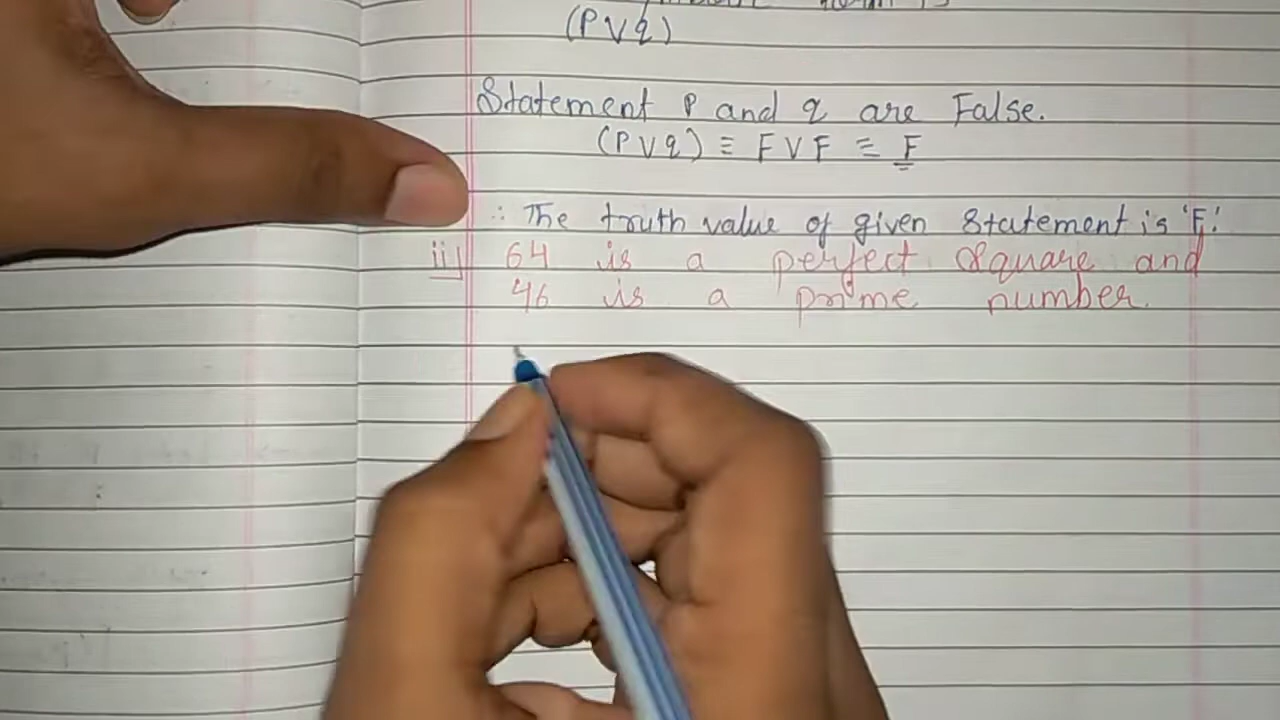 (P∨q)
Statement P and q are False.
(P∨q) ≡ F∨F ≡ F
∴ The truth value of given Statement is 'F'.
ii) 64 is a perfect square and
46 is a prime number.